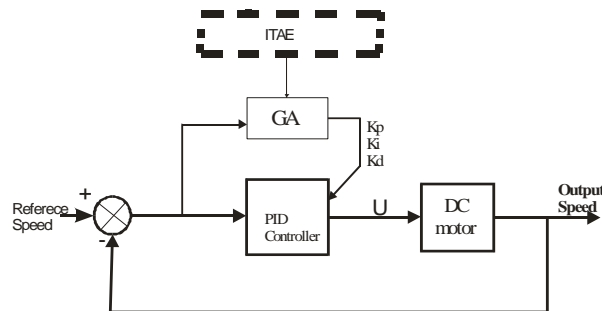 ITAE
GA
Kp
Ki
Kd
+
Referece
Speed
-
PID
Controller
U
DC
motor
Output
Speed